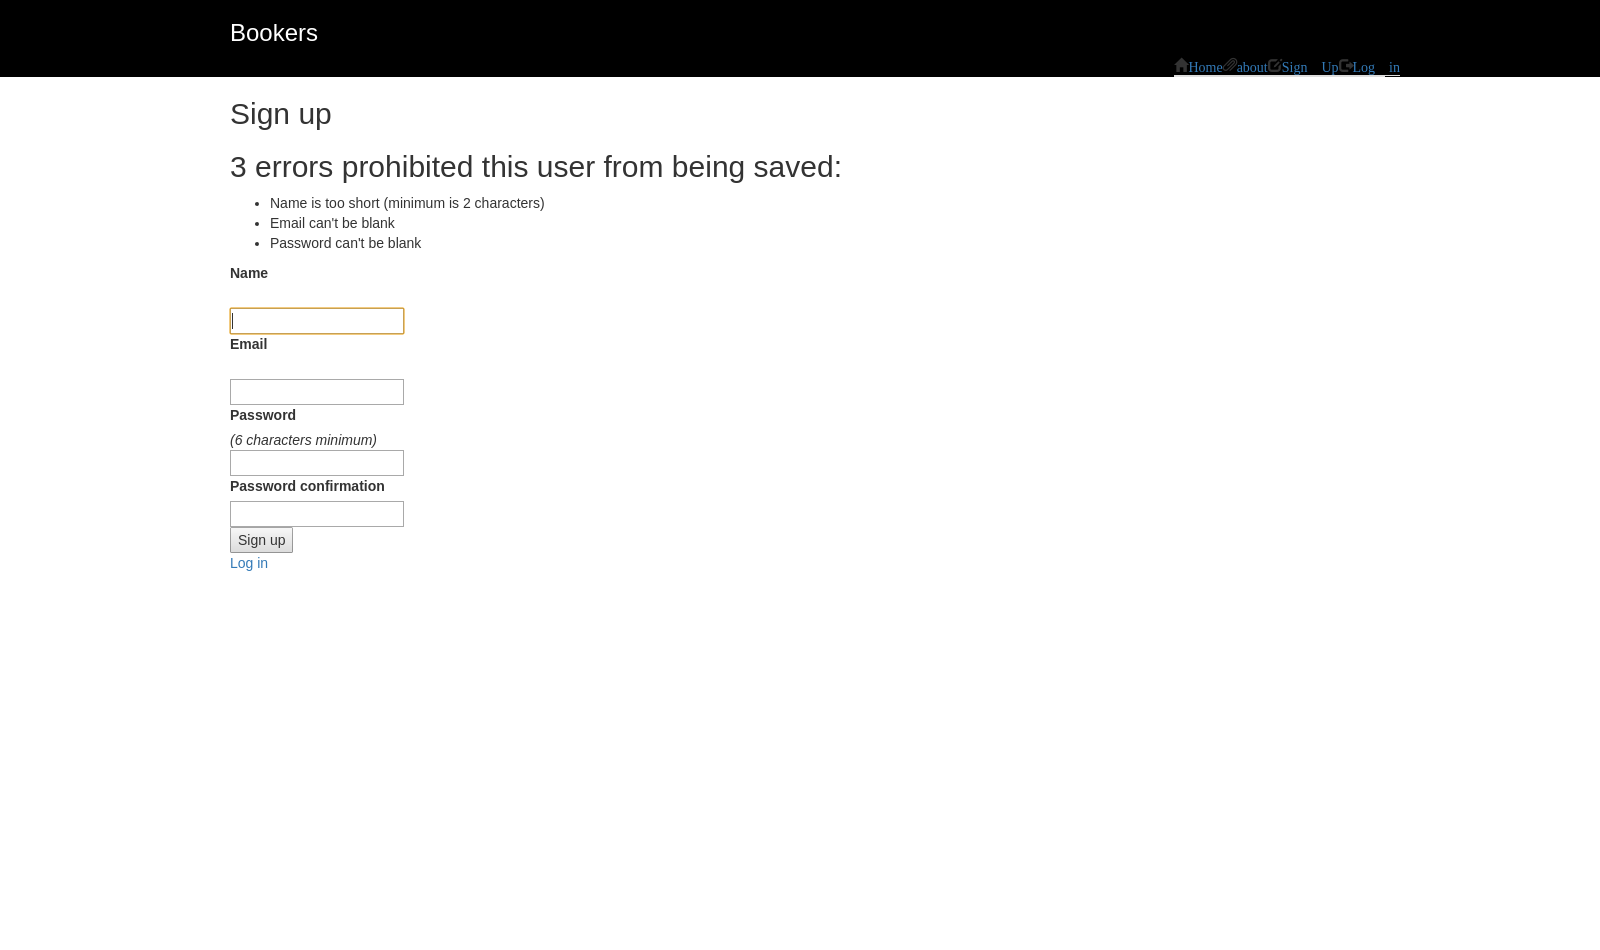 Bookers
Home about Sign Up Log in
Sign up
3 errors prohibited this user from being saved:
Name is too short (minimum is 2 characters)
Email can't be blank
Password can't be blank
Name
Email
Password
(6 characters minimum)
Password confirmation
Sign up
Log in